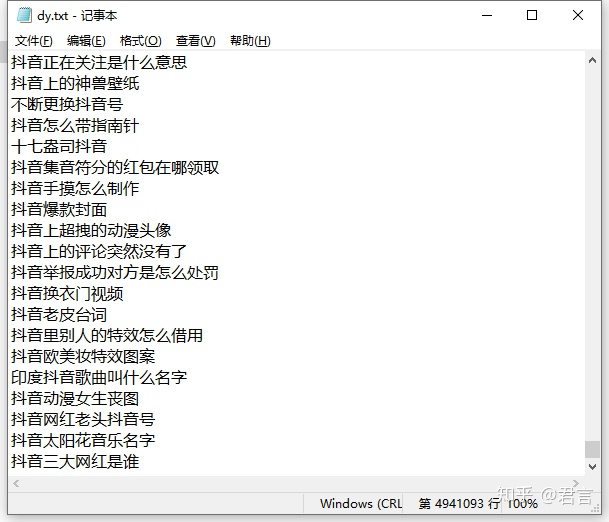 dy.txt - 记事本
文件(F) 编辑(E) 格式(O) 查看(V) 帮助(H)
抖音正在关注是什么意思
抖音上的神兽壁纸
不断更换抖音号
抖音怎么带指南针
十七盎司抖音
抖音集音符分的红包在哪领取
抖音手摸怎么制作
抖音爆款封面
抖音上超拽的动漫头像
抖音上的评论突然没有了
抖音举报成功对方是怎么处罚
抖音换衣门视频
抖音老皮台词
抖音里别人的特效怎么借用
抖音欧美妆特效图案
印度抖音歌曲叫什么名字
抖音动漫女生丧图
抖音网红老头抖音号
抖音太阳花音乐名字
抖音三大网红是谁
知乎 @君言
Windows (CRL 第 4941093 行 100%